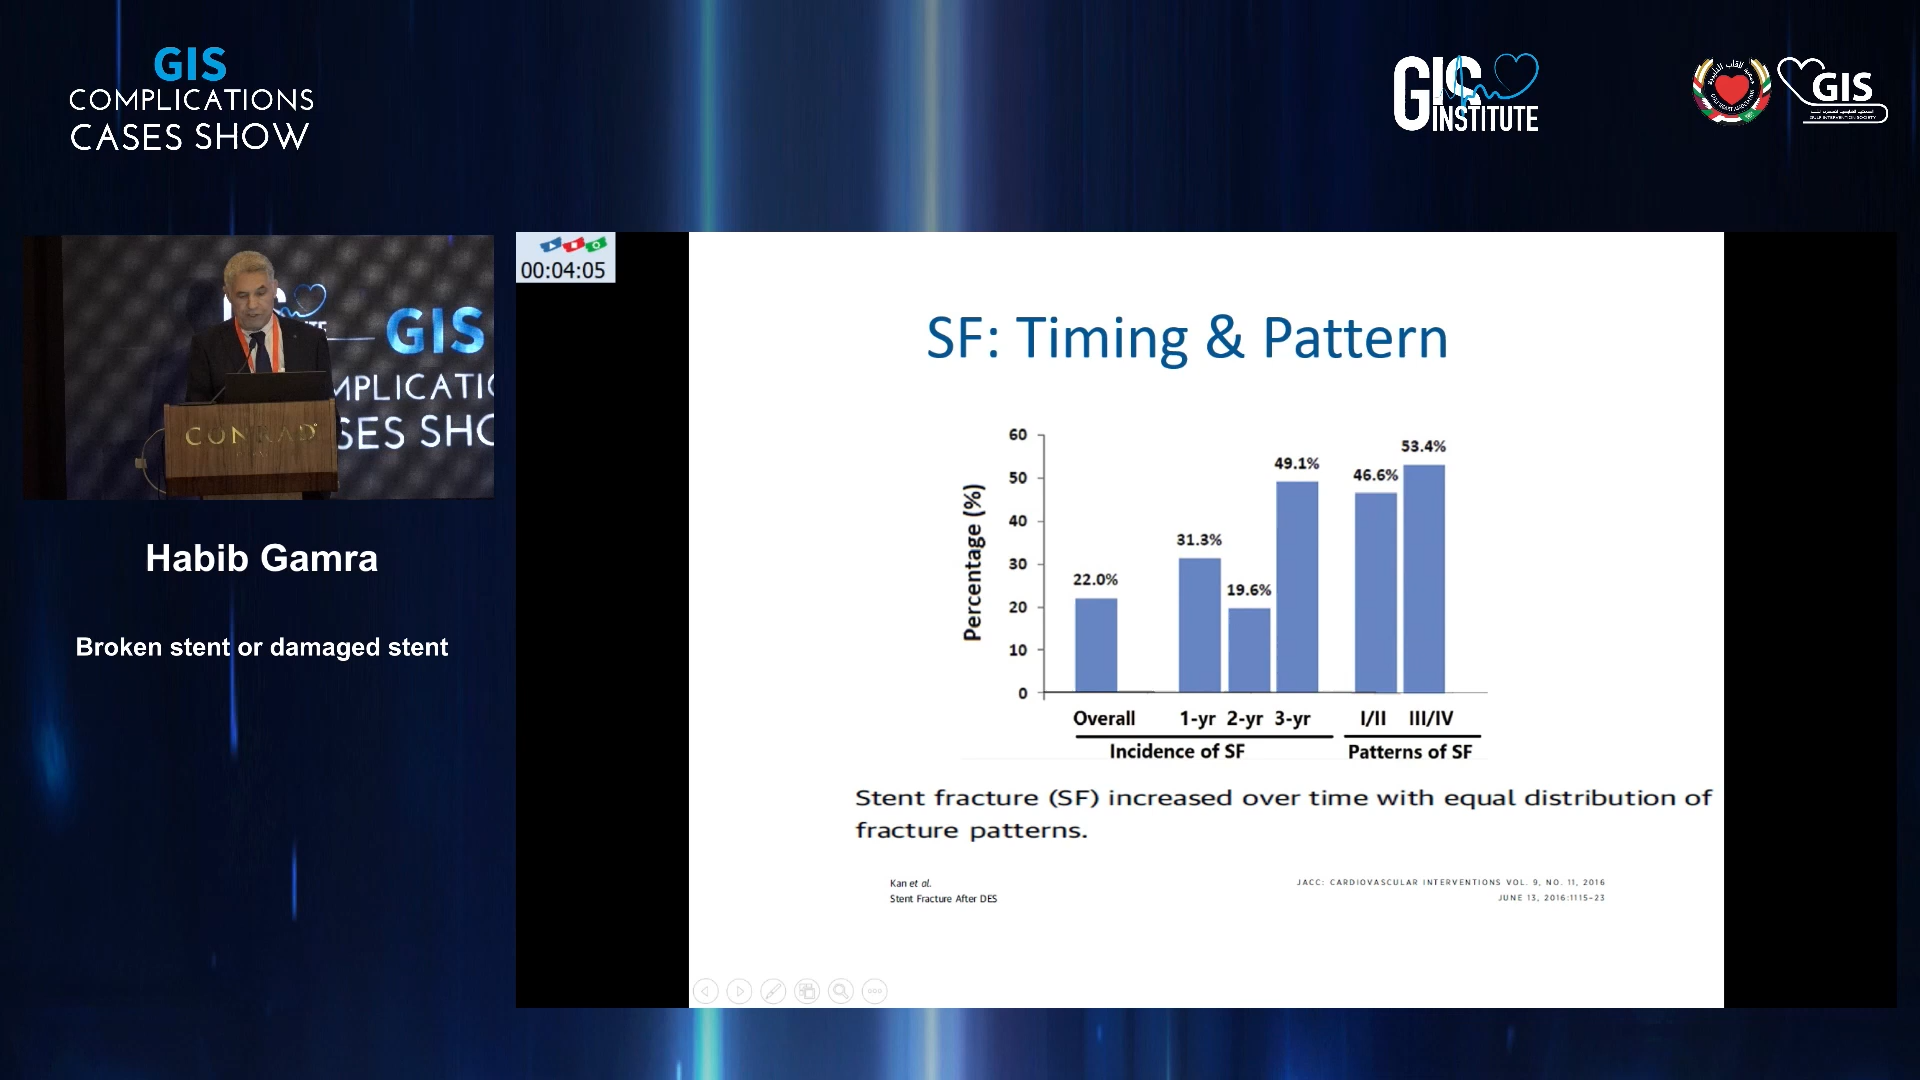 GIS
COMPLICATIONS
CASES SHOW
GIS
INSTITUTE
GIS
GULF INTERVENTION SOCIETY
GIS
MPLICATIO
SES SHO
CONRAD
Habib Gamra
Broken stent or damaged stent
00:04:05
SF: Timing & Pattern
Percentage (%)
60
50
40
30
20
10
0
22.0%
31.3%
19.6%
49.1%
46.6%
53.4%
Overall 1-yr 2-yr 3-yr I/II III/IV
Incidence of SF Patterns of SF
Stent fracture (SF) increased over time with equal distribution of
fracture patterns.
Kan et al.
Stent Fracture After DES
JACC: CARDIOVASCULAR INTERVENTIONS VOL. 9, NO. 11, 2016
JUNE 13, 2016:1115–23